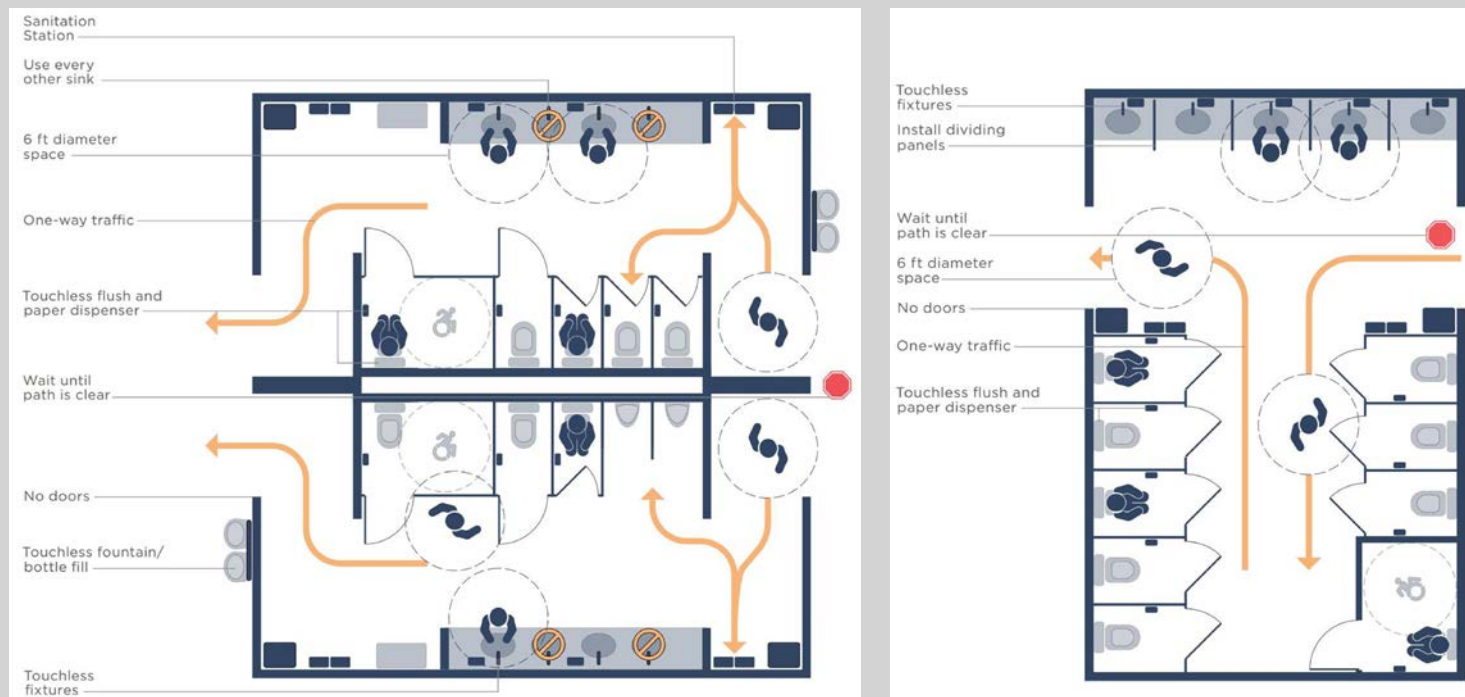 Sanitation
Station
Use every
other sink
6 ft diameter
space
One-way traffic
Touchless flush and
paper dispenser
Wait until
path is clear
No doors
Touchless fountain/
bottle fill
Touchless
fixtures
Touchless
fixtures
Install dividing
panels
Wait until
path is clear
6 ft diameter
space
No doors
One-way traffic
Touchless flush and
paper dispenser